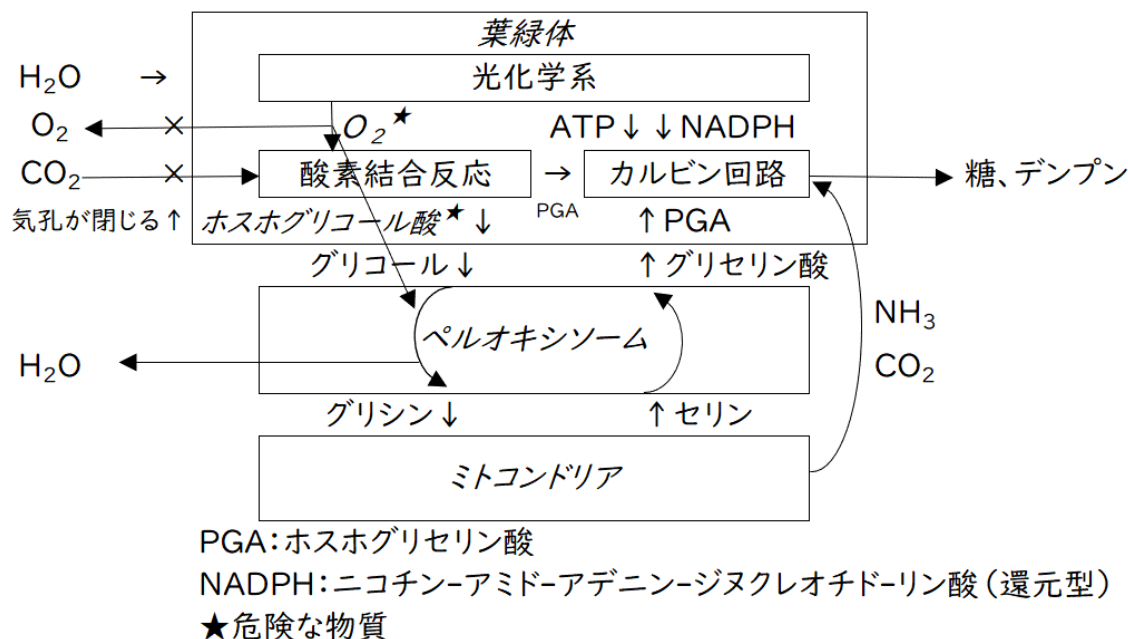 葉緑体
H₂O → 光化学系
O₂ × O₂★ ATP↓↓NADPH
CO₂ × 酸素結合反応 → カルビン回路 糖、デンプン
気孔が閉じる↑ ホスホグリコール酸★↓ PGA ↑PGA
グリコール↓ ↑グリセリン酸
ペルオキシソーム NH₃
H₂O CO₂
グリシン↓ ↑セリン
ミトコンドリア
PGA:ホスホグリセリン酸
NADPH:ニコチン-アミド-アデニン-ジヌクレオチド-リン酸(還元型)
★危険な物質